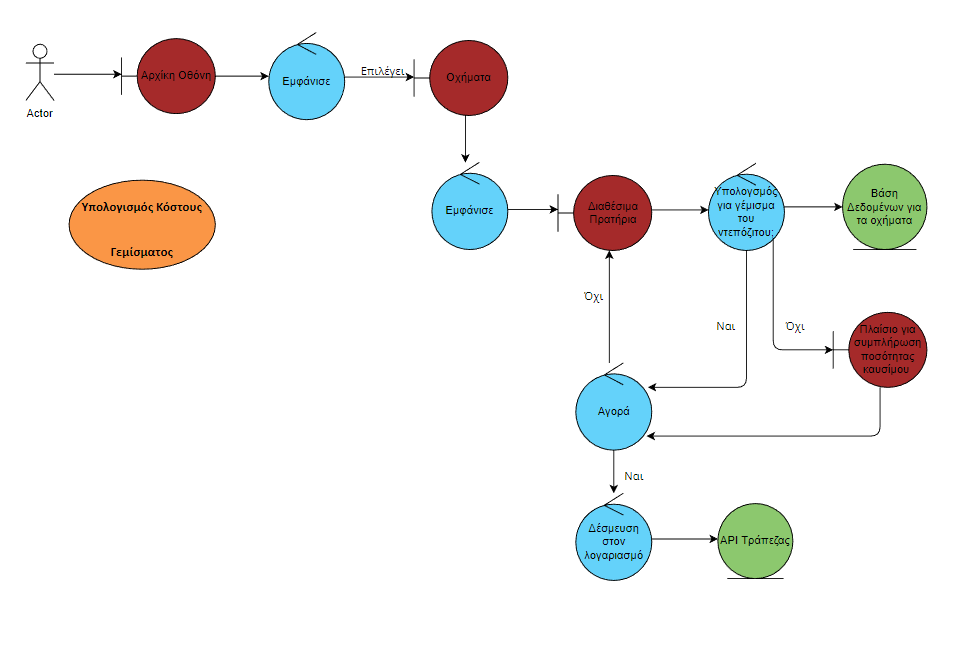 Actor
Αρχική Οθόνη
Εμφάνισε
Επιλέγει
Οχήματα
Υπολογισμός Κόστους
Γεμίσματος
Εμφάνισε
Διαθέσιμα
Πρατήρια
Υπολογσμός
για γέμισμα
του
ντεπόζιτου;
Βάση
Δεδομένων για
τα οχήματα
Όχι
Ναι
Όχι
Πλαίσιο για
συμπλήρωση
ποσότητας
καυσίμου
Αγορά
Ναι
Δέσμευση
στον
λογαριασμό
API Τράπεζας